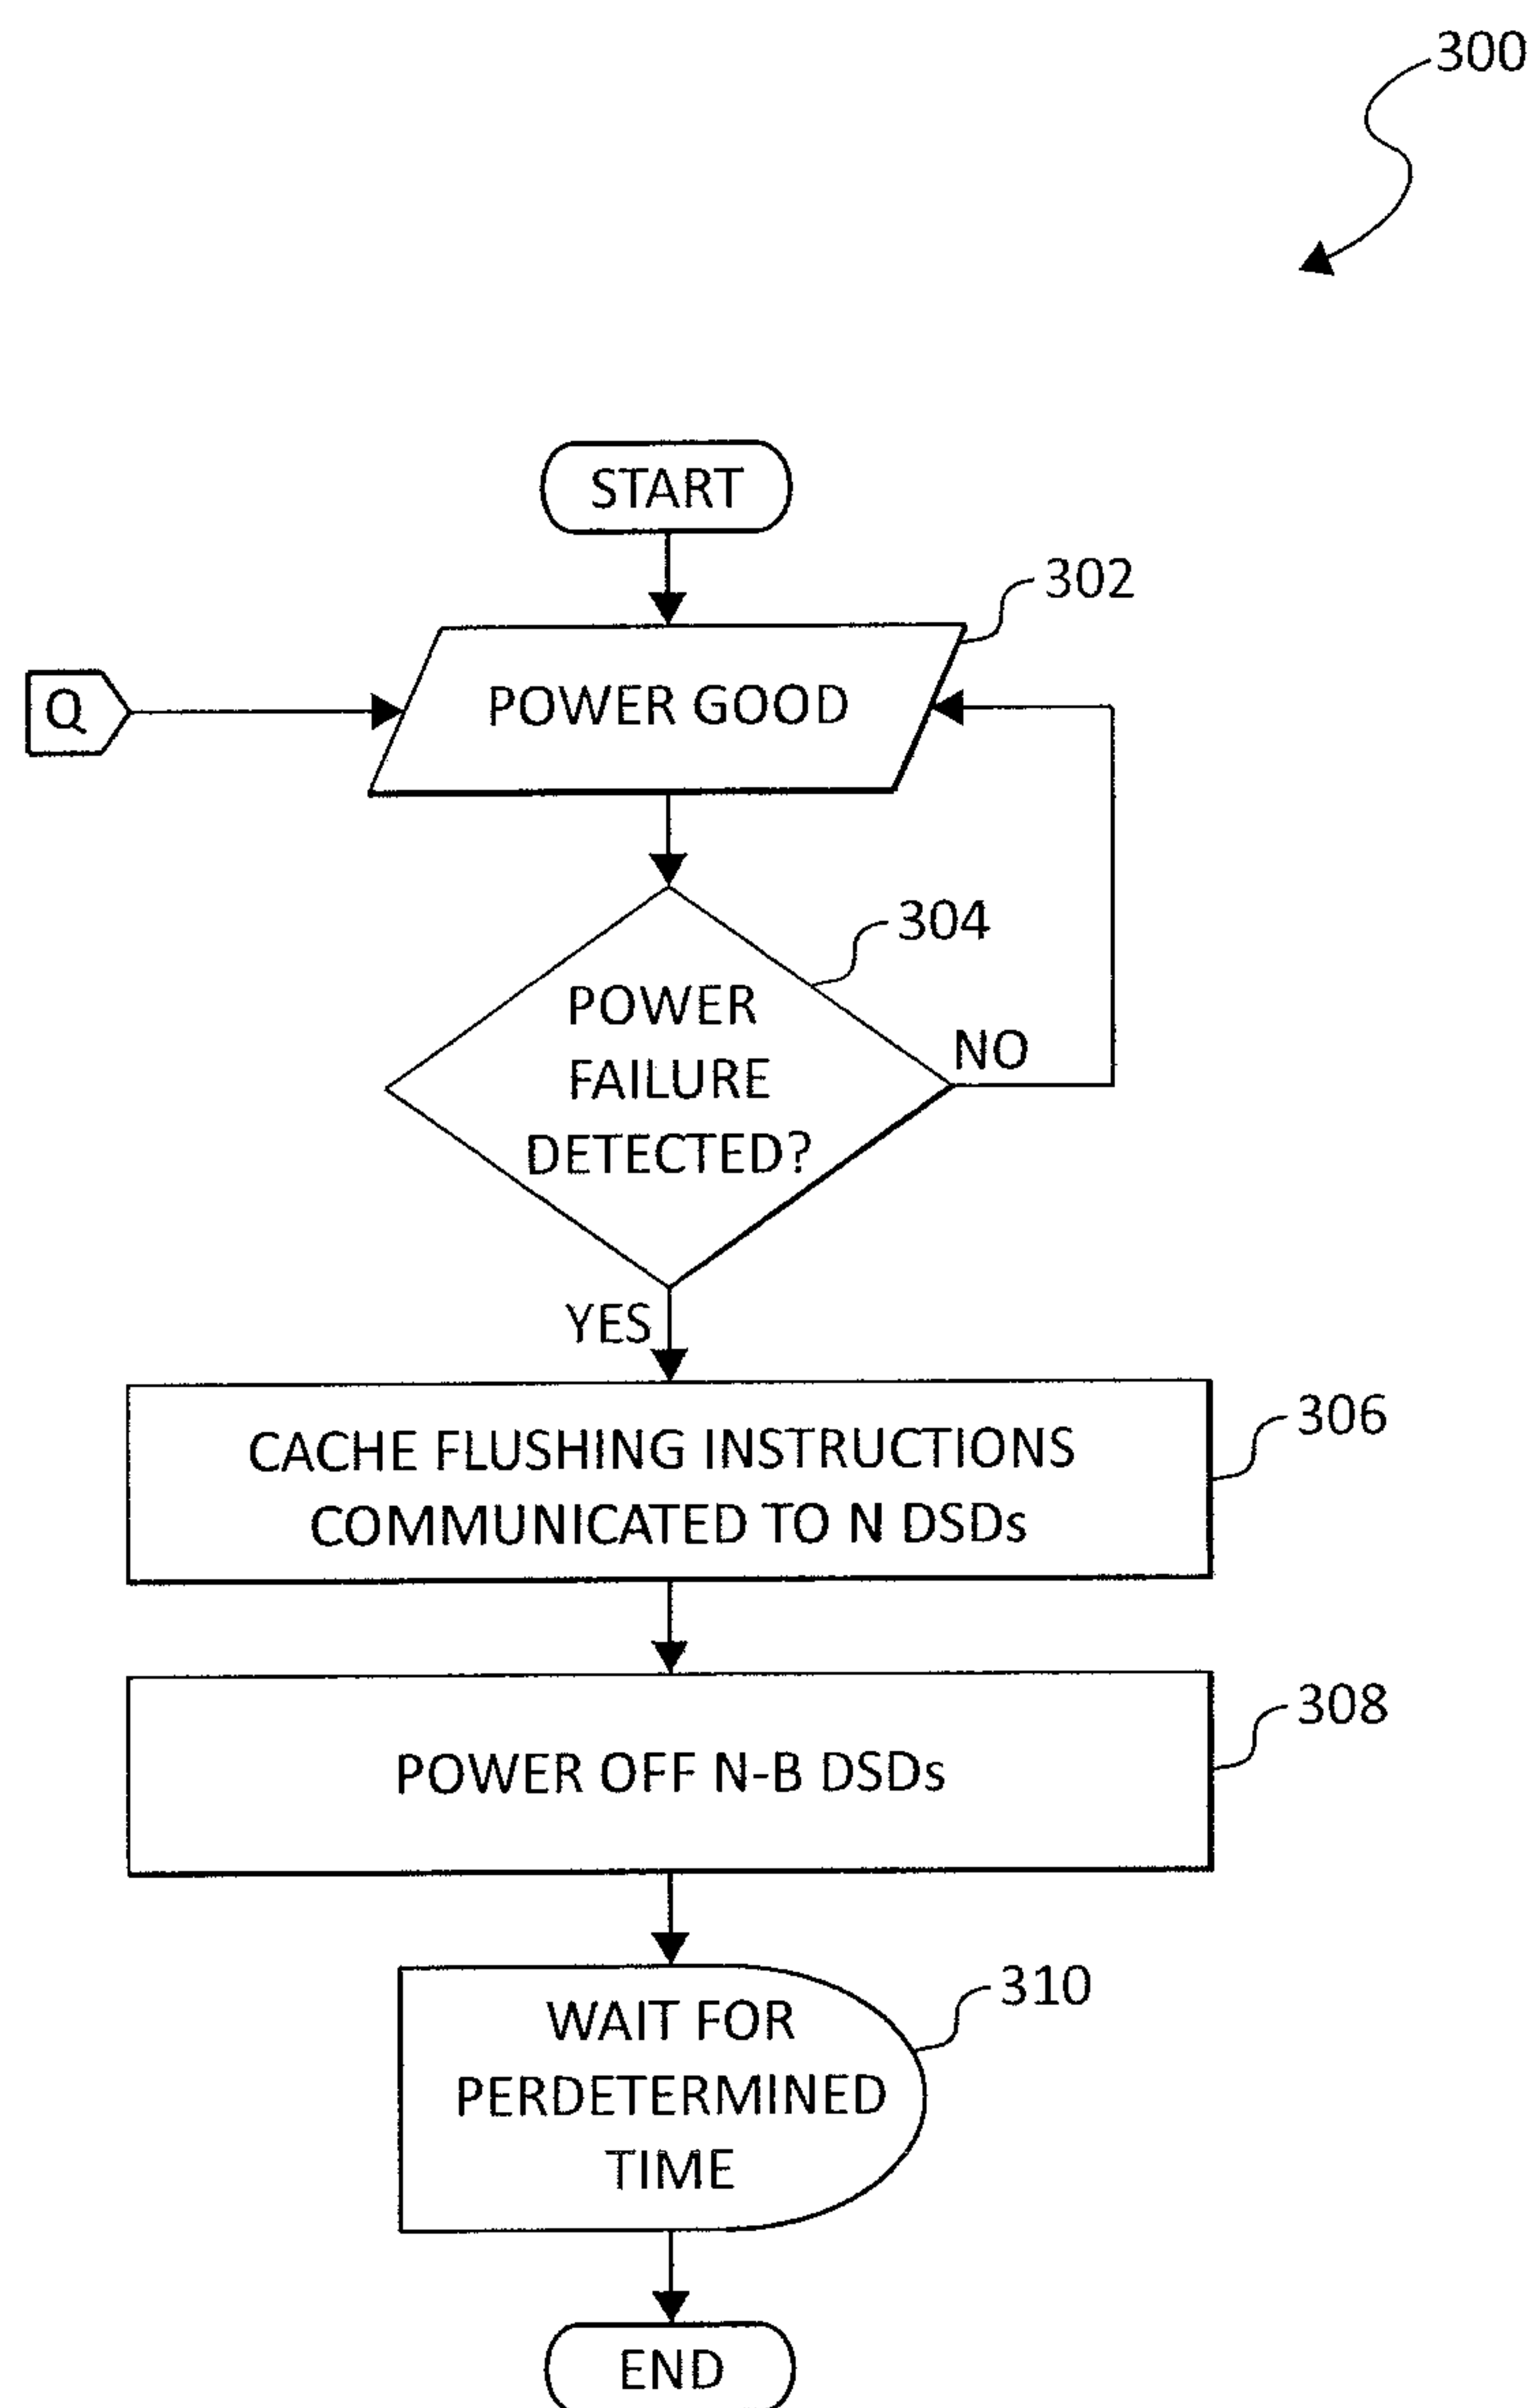 300
START
302
Q
POWER GOOD
304
POWER
FAILURE
DETECTED?
NO
YES
CACHE FLUSHING INSTRUCTIONS
COMMUNICATED TO N DSDs
306
POWER OFF N-B DSDs
308
WAIT FOR
PERDETERMINED
TIME
310
END